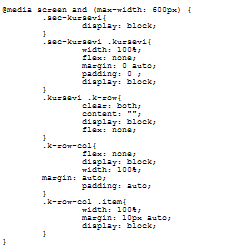 @media screen and (max-width: 600px) {
.sec-kursevi{
display: block;
}
.sec-kursevi .kursevi{
width: 100%;
flex: none;
margin: 0 auto;
padding: 0 ;
display: block;
}
.kursevi .k-row{
clear: both;
content: "";
display: block;
flex: none;
}
.k-row-col{
flex: none;
display: block;
width: 100%;
margin: auto;
padding: auto;
}
.k-row-col .item{
width: 100%;
margin: 10px auto;
display: block;
}
}